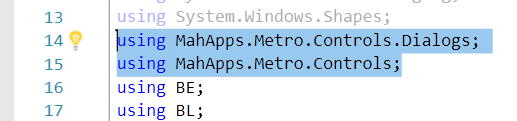 13 using System.Windows.Shapes;
14 using MahApps.Metro.Controls.Dialogs;
15 using MahApps.Metro.Controls;
16 using BE;
17 using BL;